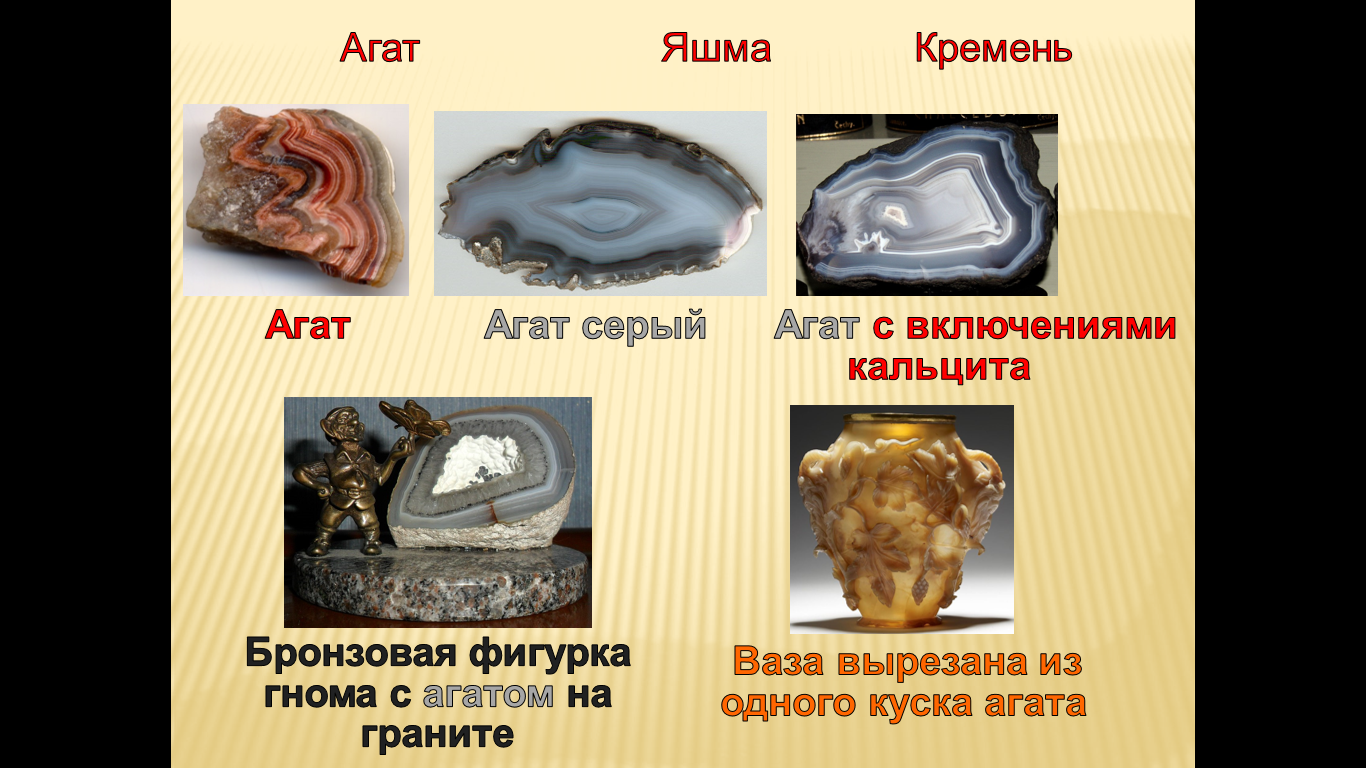 Агат Яшма Кремень
Агат
Агат серый
Агат с включениями
кальцита
Бронзовая фигурка
гнома с агатом на
граните
Ваза вырезана из
одного куска агата